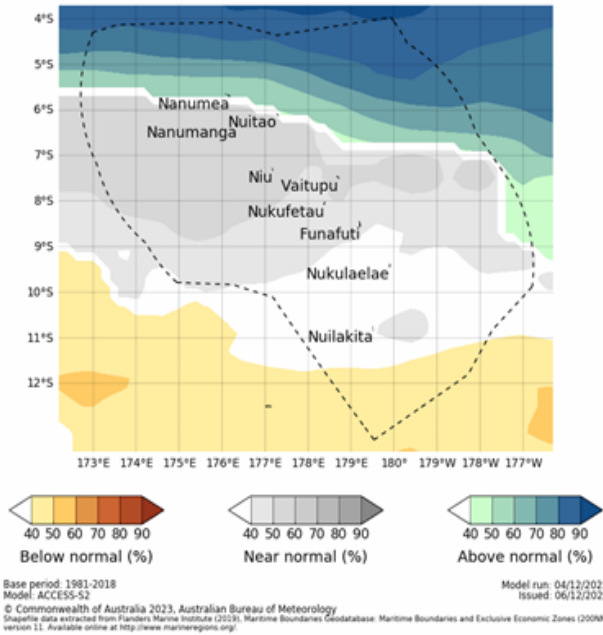 4°S
5°S
6°S
7°S
8°S
9°S
10°S
11°S
12°S
Nanumea
Nuitao
Nanumanga
Niu
Vaitupu
Nukufetau
Funafuti
Nukulaelae
Nuilakita
173°E 174°E 175°E 176°E 177°E 178°E 179°E 180° 179°W 178°W 177°W
40 50 60 70 80 90 40 50 60 70 80 90 40 50 60 70 80 90
Below normal (%) Near normal (%) Above normal (%)
Base period: 1981-2018 Model run: 04/12/202
Model: ACCESS-S2 Issued: 06/12/202
© Commonwealth of Australia 2023, Australian Bureau of Meteorology
Shapefile data extracted from Flanders Marine Institute (2019), Maritime Boundaries Geodatabase: Maritime Boundaries and Exclusive Economic Zones (200NM
version 11. Available online at http://www.marineregions.org/.